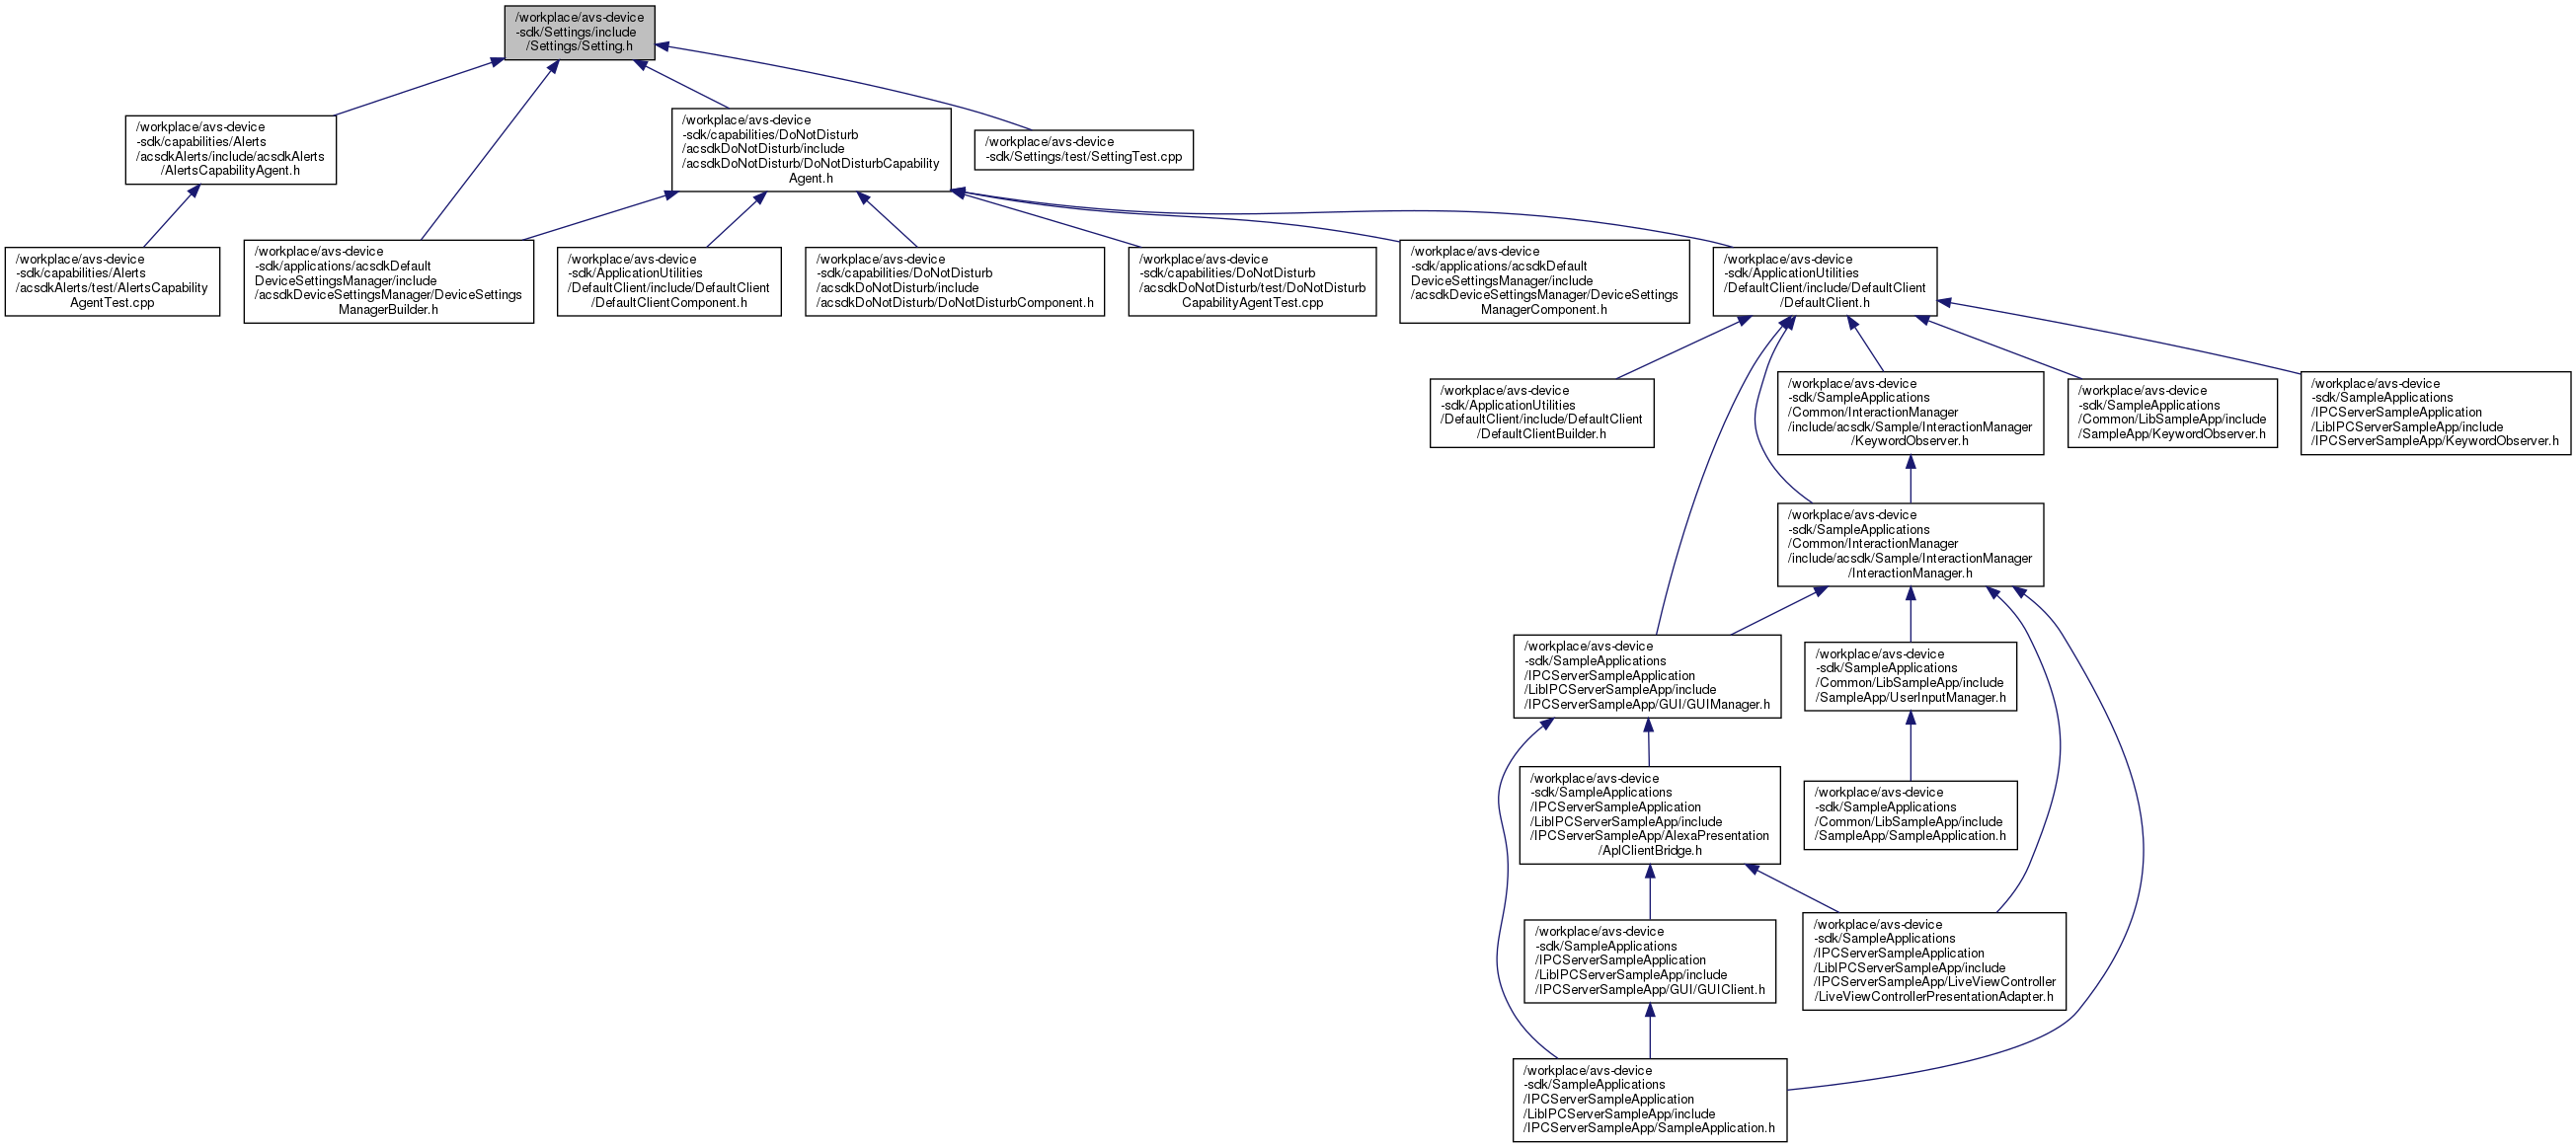 /workplace/avs-device
-sdk/Settings/include
/Settings/Setting.h
/workplace/avs-device
-sdk/capabilities/Alerts
/acsdkAlerts/include/acsdkAlerts
/AlertsCapabilityAgent.h
/workplace/avs-device
-sdk/capabilities/DoNotDisturb
/acsdkDoNotDisturb/include
/acsdkDoNotDisturb/DoNotDisturbCapability
Agent.h
/workplace/avs-device
-sdk/Settings/test/SettingTest.cpp
/workplace/avs-device
-sdk/capabilities/Alerts
/acsdkAlerts/test/AlertsCapability
AgentTest.cpp
/workplace/avs-device
-sdk/applications/acsdkDefault
DeviceSettingsManager/include
/acsdkDeviceSettingsManager/DeviceSettings
ManagerBuilder.h
/workplace/avs-device
-sdk/ApplicationUtilities
/DefaultClient/include/DefaultClient
/DefaultClientComponent.h
/workplace/avs-device
-sdk/capabilities/DoNotDisturb
/acsdkDoNotDisturb/include
/acsdkDoNotDisturb/DoNotDisturbComponent.h
/workplace/avs-device
-sdk/capabilities/DoNotDisturb
/acsdkDoNotDisturb/test/DoNotDisturb
CapabilityAgentTest.cpp
/workplace/avs-device
-sdk/applications/acsdkDefault
DeviceSettingsManager/include
/acsdkDeviceSettingsManager/DeviceSettings
ManagerComponent.h
/workplace/avs-device
-sdk/ApplicationUtilities
/DefaultClient/include/DefaultClient
/DefaultClient.h
/workplace/avs-device
-sdk/ApplicationUtilities
/DefaultClient/include/DefaultClient
/DefaultClientBuilder.h
/workplace/avs-device
-sdk/SampleApplications
/Common/InteractionManager
/include/acsdk/Sample/InteractionManager
/KeywordObserver.h
/workplace/avs-device
-sdk/SampleApplications
/Common/LibSampleApp/include
/SampleApp/KeywordObserver.h
/workplace/avs-device
-sdk/SampleApplications
/IPCServerSampleApplication
/LibIPCServerSampleApp/include
/IPCServerSampleApp/KeywordObserver.h
/workplace/avs-device
-sdk/SampleApplications
/Common/InteractionManager
/include/acsdk/Sample/InteractionManager
/InteractionManager.h
/workplace/avs-device
-sdk/SampleApplications
/IPCServerSampleApplication
/LibIPCServerSampleApp/include
/IPCServerSampleApp/GUI/GUIManager.h
/workplace/avs-device
-sdk/SampleApplications
/Common/LibSampleApp/include
/SampleApp/UserInputManager.h
/workplace/avs-device
-sdk/SampleApplications
/IPCServerSampleApplication
/LibIPCServerSampleApp/include
/IPCServerSampleApp/AlexaPresentation
/AplClientBridge.h
/workplace/avs-device
-sdk/SampleApplications
/Common/LibSampleApp/include
/SampleApp/SampleApplication.h
/workplace/avs-device
-sdk/SampleApplications
/IPCServerSampleApplication
/LibIPCServerSampleApp/include
/IPCServerSampleApp/GUI/GUIClient.h
/workplace/avs-device
-sdk/SampleApplications
/IPCServerSampleApplication
/LibIPCServerSampleApp/include
/IPCServerSampleApp/LiveViewController
/LiveViewControllerPresentationAdapter.h
/workplace/avs-device
-sdk/SampleApplications
/IPCServerSampleApplication
/LibIPCServerSampleApp/include
/IPCServerSampleApp/SampleApplication.h